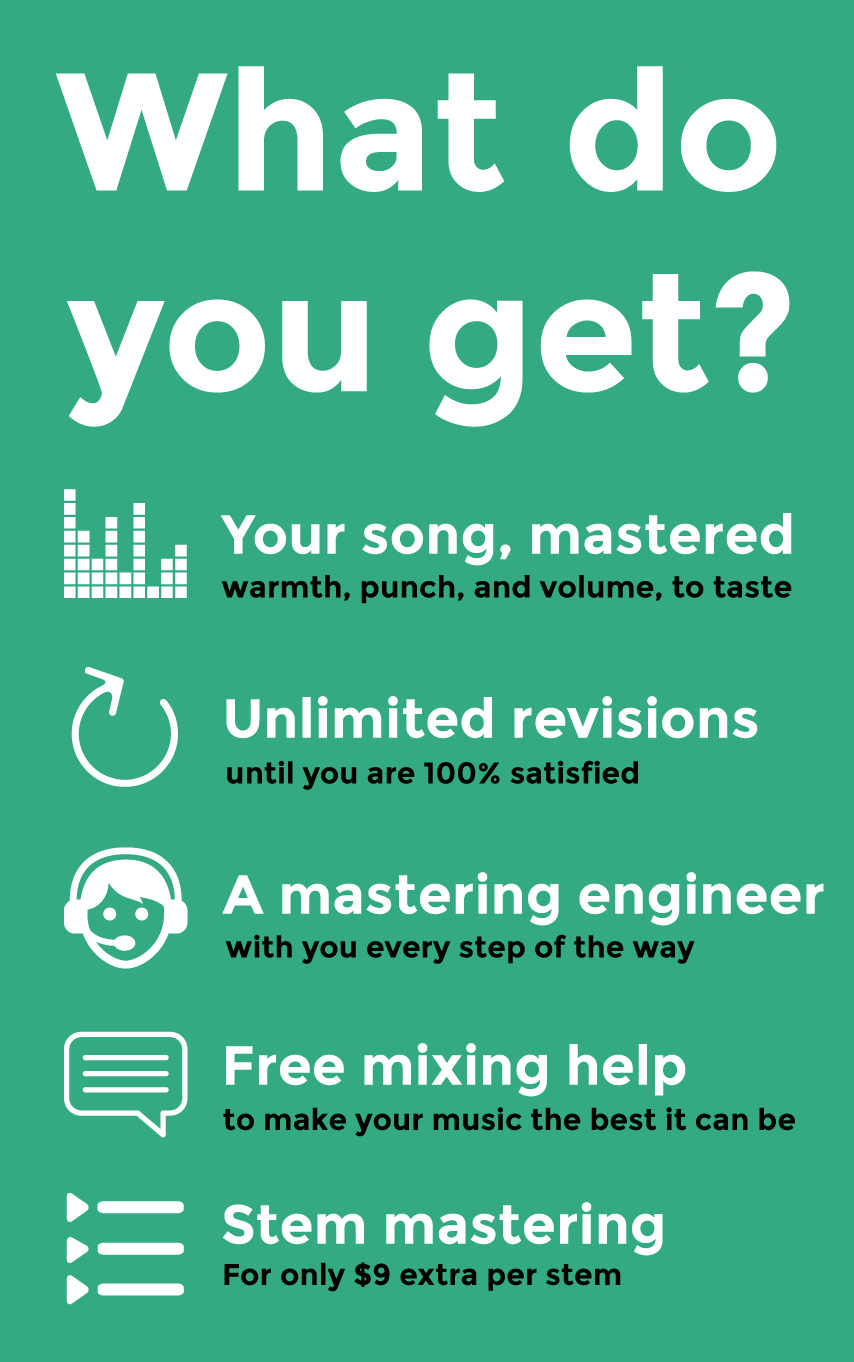 What do
you get?
Your song, mastered
warmth, punch, and volume, to taste
Unlimited revisions
until you are 100% satisfied
A mastering engineer
with you every step of the way
Free mixing help
to make your music the best it can be
Stem mastering
For only $9 extra per stem